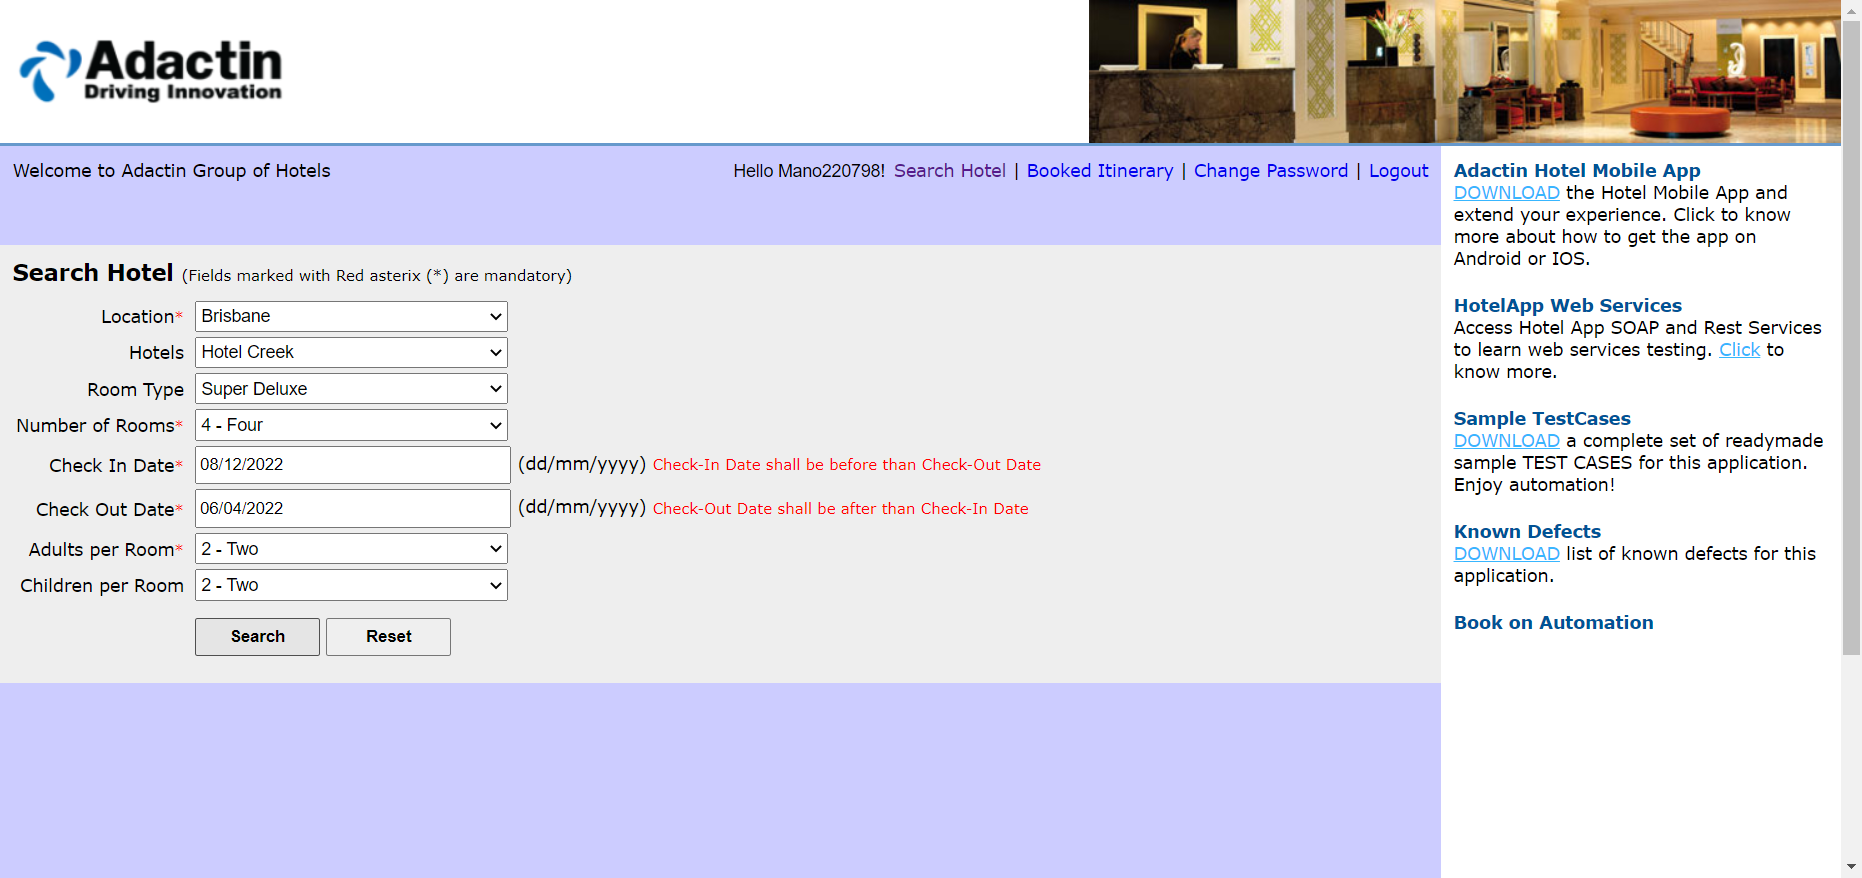 Adactin
Driving Innovation
Welcome to Adactin Group of Hotels
Hello Mano220798! Search Hotel | Booked Itinerary | Change Password | Logout
Search Hotel (Fields marked with Red asterix (*) are mandatory)
Location* Brisbane
Hotels Hotel Creek
Room Type Super Deluxe
Number of Rooms* 4 - Four
Check In Date* 08/12/2022 (dd/mm/yyyy) Check-In Date shall be before than Check-Out Date
Check Out Date* 06/04/2022 (dd/mm/yyyy) Check-Out Date shall be after than Check-In Date
Adults per Room* 2 - Two
Children per Room 2 - Two
Search Reset
Adactin Hotel Mobile App
DOWNLOAD the Hotel Mobile App and
extend your experience. Click to know
more about how to get the app on
Android or IOS.
HotelApp Web Services
Access Hotel App SOAP and Rest Services
to learn web services testing. Click to
know more.
Sample TestCases
DOWNLOAD a complete set of readymade
sample TEST CASES for this application.
Enjoy automation!
Known Defects
DOWNLOAD list of known defects for this
application.
Book on Automation